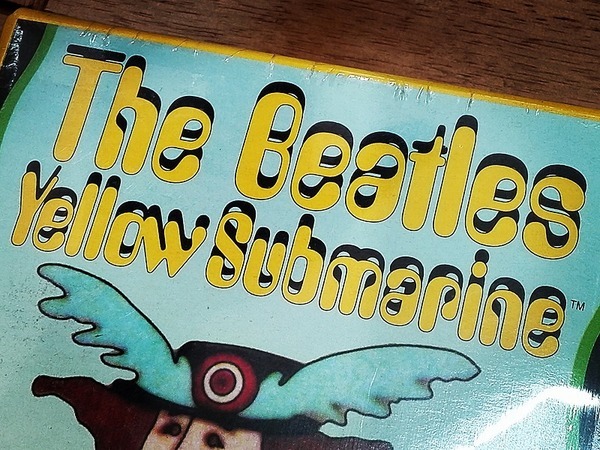 The Beatles
Yellow Submarine™